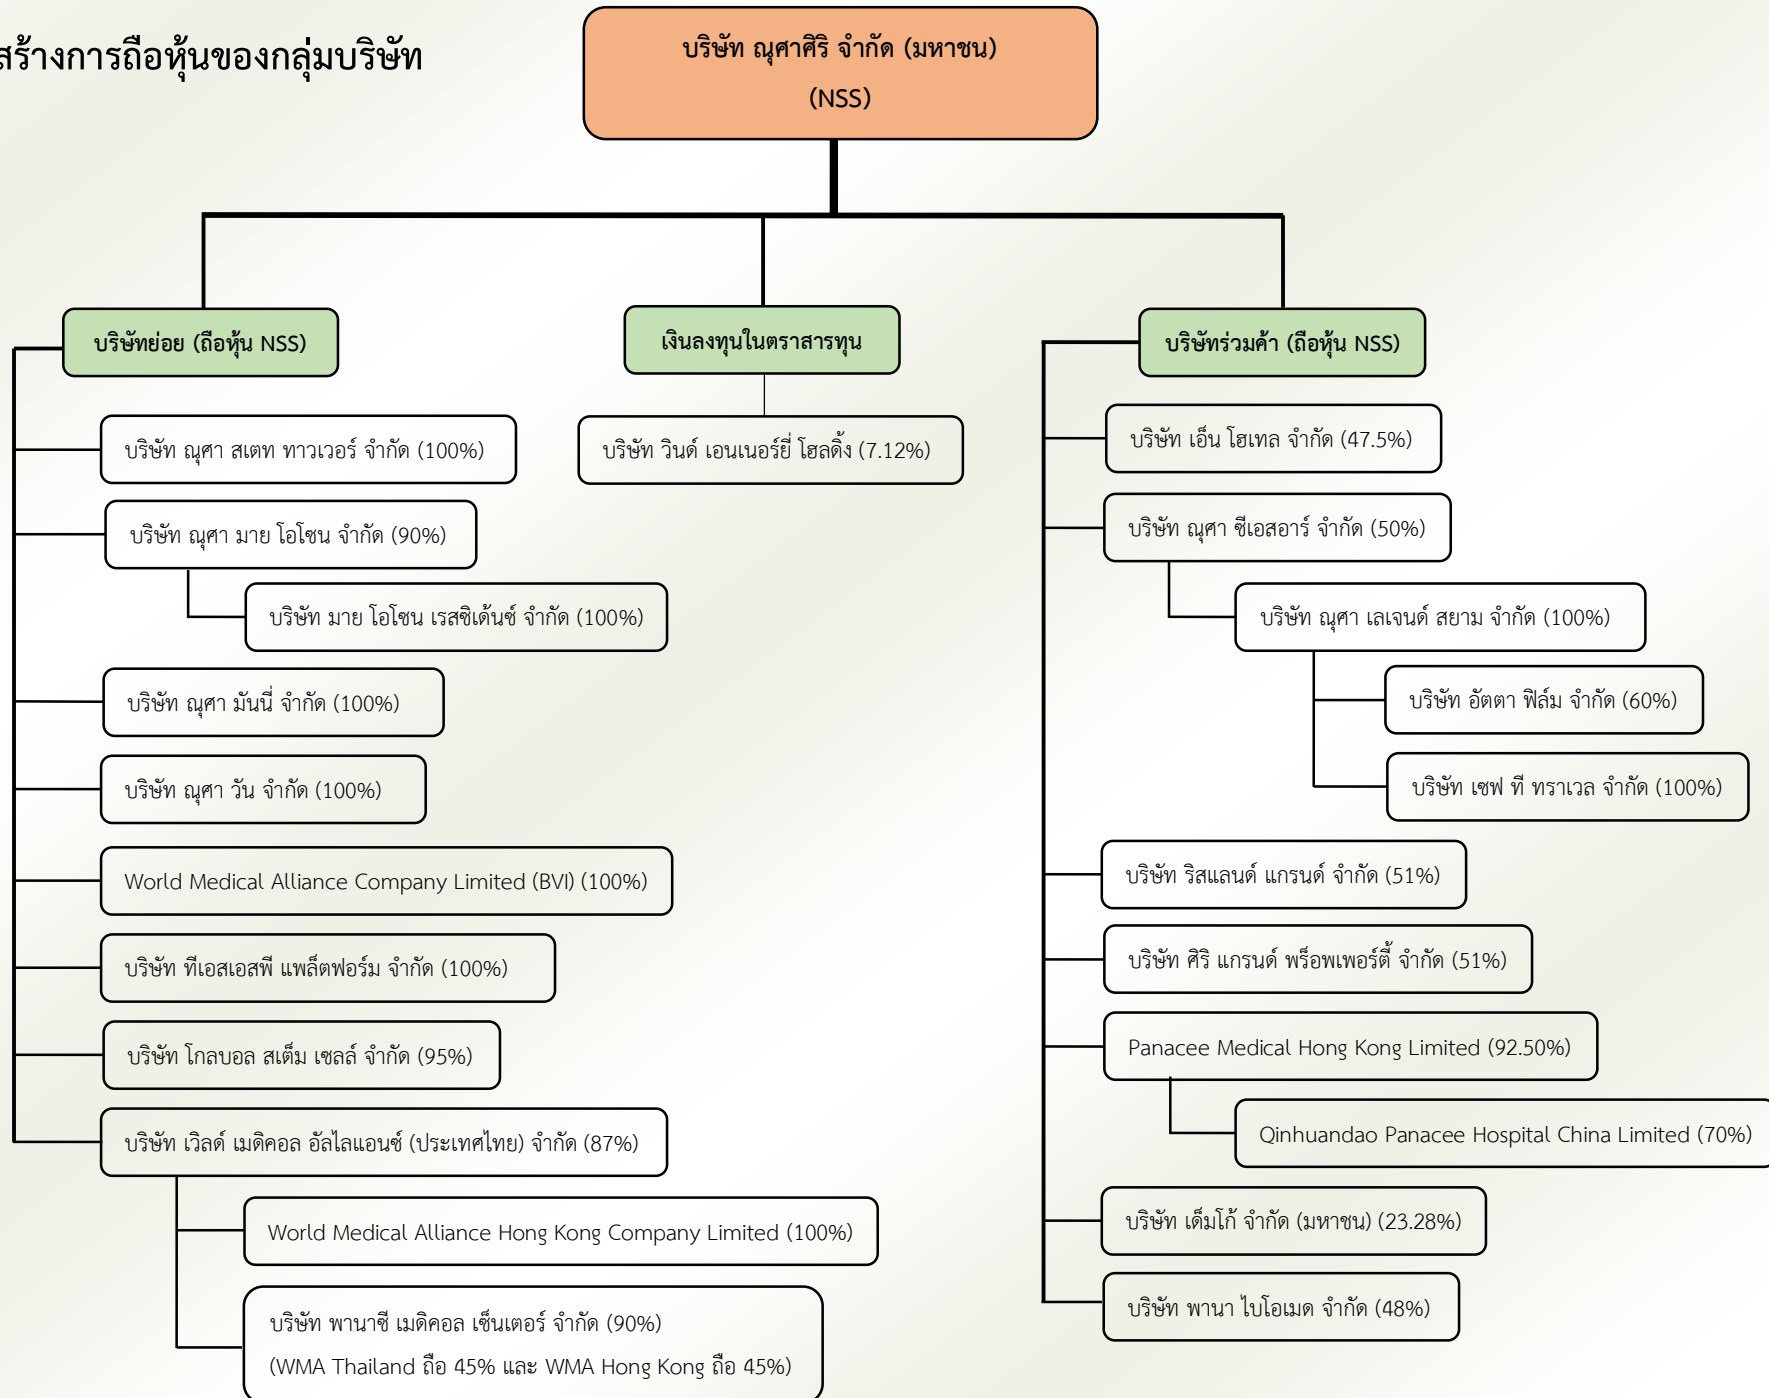 สร้างการถือหุ้นของกลุ่มบริษัท
บริษัท ณุศาศิริ จำกัด (มหาชน)
(NSS)
บริษัทย่อย (ถือหุ้น NSS)
บริษัท ณุศา สเตท ทาวเวอร์ จำกัด (100%)
บริษัท ณุศา มาย โอโซน จำกัด (90%)
บริษัท มาย โอโซน เรสซิเด้นซ์ จำกัด (100%)
บริษัท ณุศา มันนี่ จำกัด (100%)
บริษัท ณุศา วัน จำกัด (100%)
World Medical Alliance Company Limited (BVI) (100%)
บริษัท ทีเอสเอสพี แพล็ตฟอร์ม จำกัด (100%)
บริษัท โกลบอล สเต็ม เซลล์ จำกัด (95%)
บริษัท เวิลด์ เมดิคอล อัลไลแอนซ์ (ประเทศไทย) จำกัด (87%)
World Medical Alliance Hong Kong Company Limited (100%)
บริษัท พานาซี เมดิคอล เซ็นเตอร์ จำกัด (90%)
(WMA Thailand ถือ 45% และ WMA Hong Kong ถือ 45%)
เงินลงทุนในตราสารทุน
บริษัท วินด์ เอนเนอร์ยี่ โฮลดิ้ง (7.12%)
บริษัทร่วมค้า (ถือหุ้น NSS)
บริษัท เอ็น โฮเทล จำกัด (47.5%)
บริษัท ณุศา ซีเอสอาร์ จำกัด (50%)
บริษัท ณุศา เลเจนด์ สยาม จำกัด (100%)
บริษัท อัตตา ฟิล์ม จำกัด (60%)
บริษัท เซฟ ที ทราเวล จำกัด (100%)
บริษัท ริสแลนด์ แกรนด์ จำกัด (51%)
บริษัท ศิริ แกรนด์ พร็อพเพอร์ตี้ จำกัด (51%)
Panacee Medical Hong Kong Limited (92.50%)
Qinhuandao Panacee Hospital China Limited (70%)
บริษัท เด็มโก้ จำกัด (มหาชน) (23.28%)
บริษัท พานา ไบโอเมด จำกัด (48%)